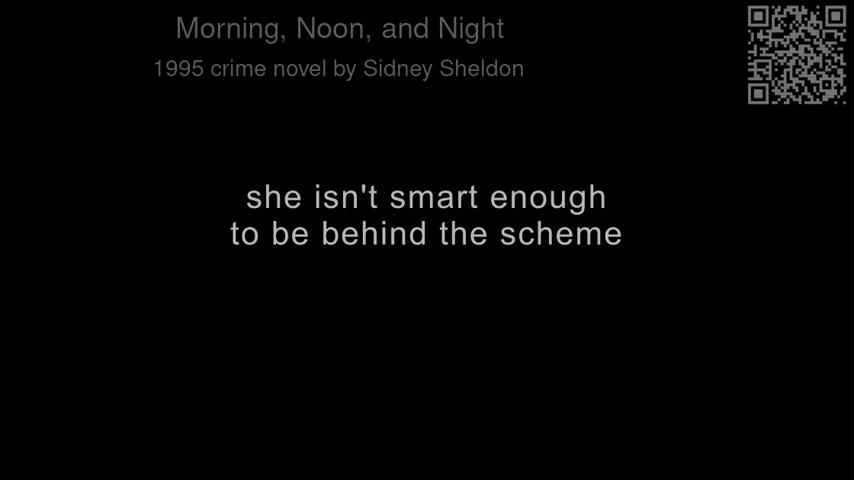 Morning, Noon, and Night
1995 crime novel by Sidney Sheldon
she isn't smart enough
to be behind the scheme